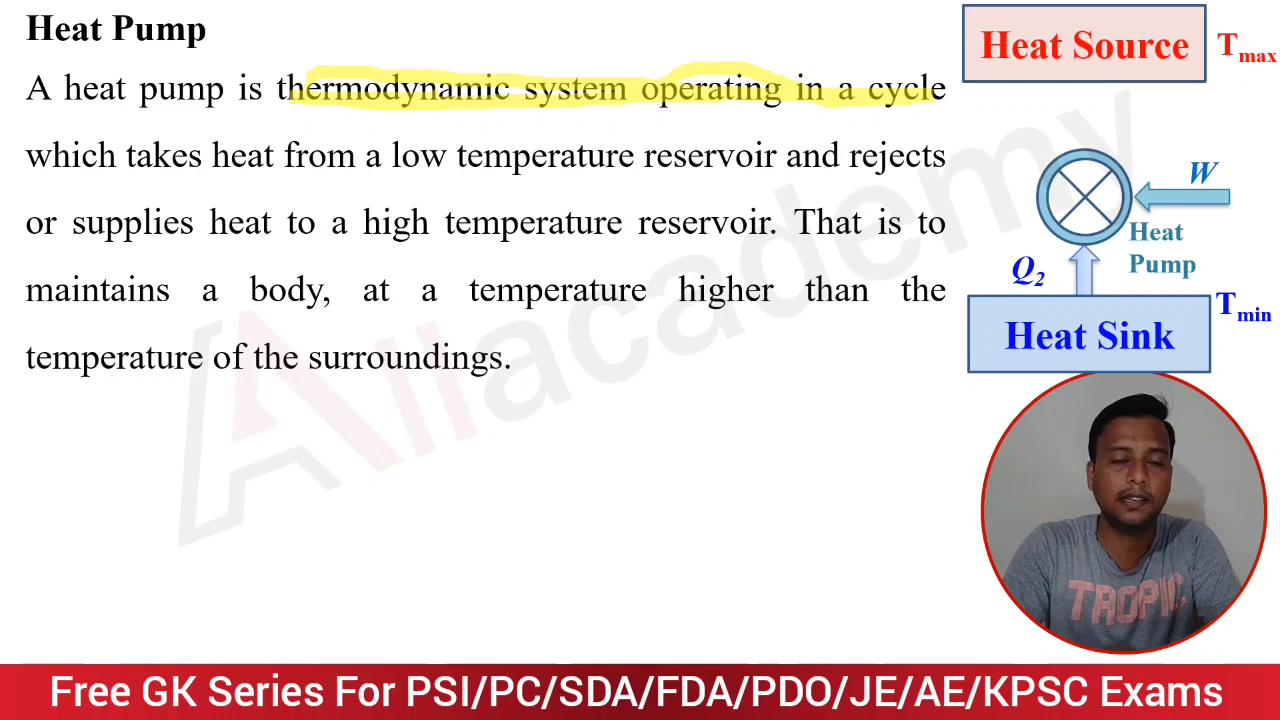 Heat Pump
A heat pump is thermodynamic system operating in a cycle
which takes heat from a low temperature reservoir and rejects
or supplies heat to a high temperature reservoir. That is to
maintains a body, at a temperature higher than the
temperature of the surroundings.
Heat Source
Tmax
W
Heat
Pump
Q2
Tmin
Heat Sink
Allacademy
TROPIC
Free GK Series For PSI/PC/SDA/FDA/PDO/JE/AE/KPSC Exams